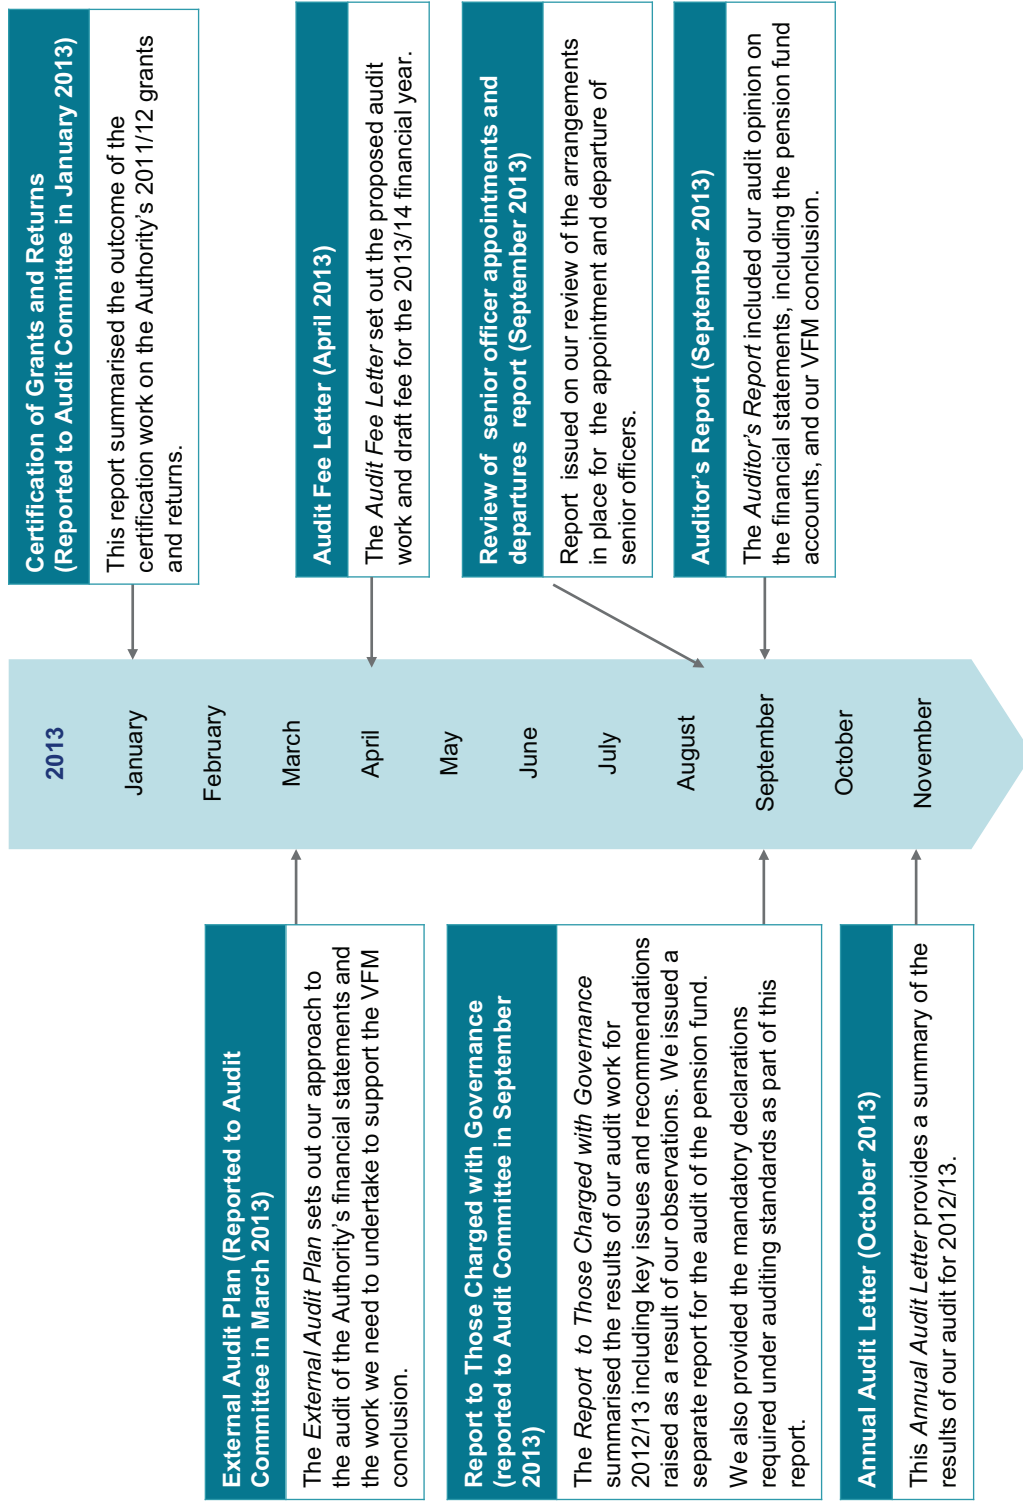 Certification of Grants and Returns
(Reported to Audit Committee in January 2013)
This report summarised the outcome of the
certification work on the Authority's 2011/12 grants
and returns.
Audit Fee Letter (April 2013)
The Audit Fee Letter set out the proposed audit
work and draft fee for the 2013/14 financial year.
Review of senior officer appointments and
departures report (September 2013)
Report issued on our review of the arrangements
in place for the appointment and departure of
senior officers.
Auditor's Report (September 2013)
The Auditor's Report included our audit opinion on
the financial statements, including the pension fund
accounts, and our VFM conclusion.
2013
January
February
March
April
May
June
July
August
September
October
November
External Audit Plan (Reported to Audit
Committee in March 2013)
The External Audit Plan sets out our approach to
the audit of the Authority's financial statements and
the work we need to undertake to support the VFM
conclusion.
Report to Those Charged with Governance
(reported to Audit Committee in September
2013)
The Report to Those Charged with Governance
summarised the results of our audit work for
2012/13 including key issues and recommendations
raised as a result of our observations. We issued a
separate report for the audit of the pension fund.
We also provided the mandatory declarations
required under auditing standards as part of this
report.
Annual Audit Letter (October 2013)
This Annual Audit Letter provides a summary of the
results of our audit for 2012/13.